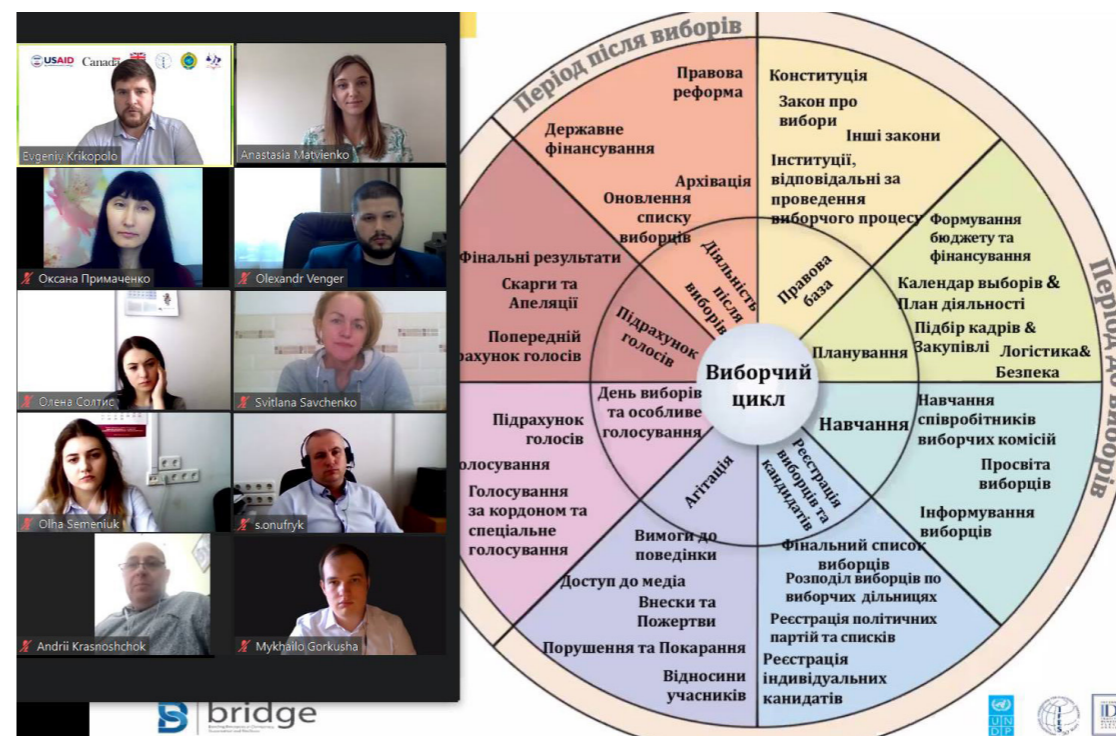 USAID
Canada
Evgeniy Krikopolo
Anastasia Matvienko
Оксана Примаченко
Olexandr Venger
Олена Солтис
Svitlana Savchenko
Olha Semeniuk
s.onufryk
Andrii Krasnoshchok
Mykhailo Gorkusha
Період після виборів
Правова
реформа
Державне
фінансування
Архівація
Оновлення
списку
виборців
Діяльність
після
виборів
Конституція
Закон про
вибори
Інші закони
Інституції,
відповідальні за
проведення
виборчого процесу
Правова
база
Формування
бюджету та
фінансування
Календар виборів &
План діяльності
Підбір кадрів &
Закупівлі
Логістика&
Безпека
Планування
Період до виборів
Навчання
співробітників
виборчих комісій
Просвіта
виборців
Інформування
виборців
Навчання
Реєстрація
виборців та
кандидатів
Фінальний список
виборців
Розподіл виборців по
виборчих дільницях
Реєстрація політичних
партій та списків
Реєстрація
індивідуальних
канидатів
Агітація
Вимоги до
поведінки
Доступ до медіа
Внески та
Пожертви
Порушення та Покарання
Відносини
учасників
День виборів
та особливе
голосування
Підрахунок
голосів
олосування
Голосування
за кордоном та
спеціальне
голосування
Підрахунок
голосів
Фінальні результати
Скарги та
Апеляції
Попередній
рахунок голосів
Виборчий
цикл
bridge
UN
DP